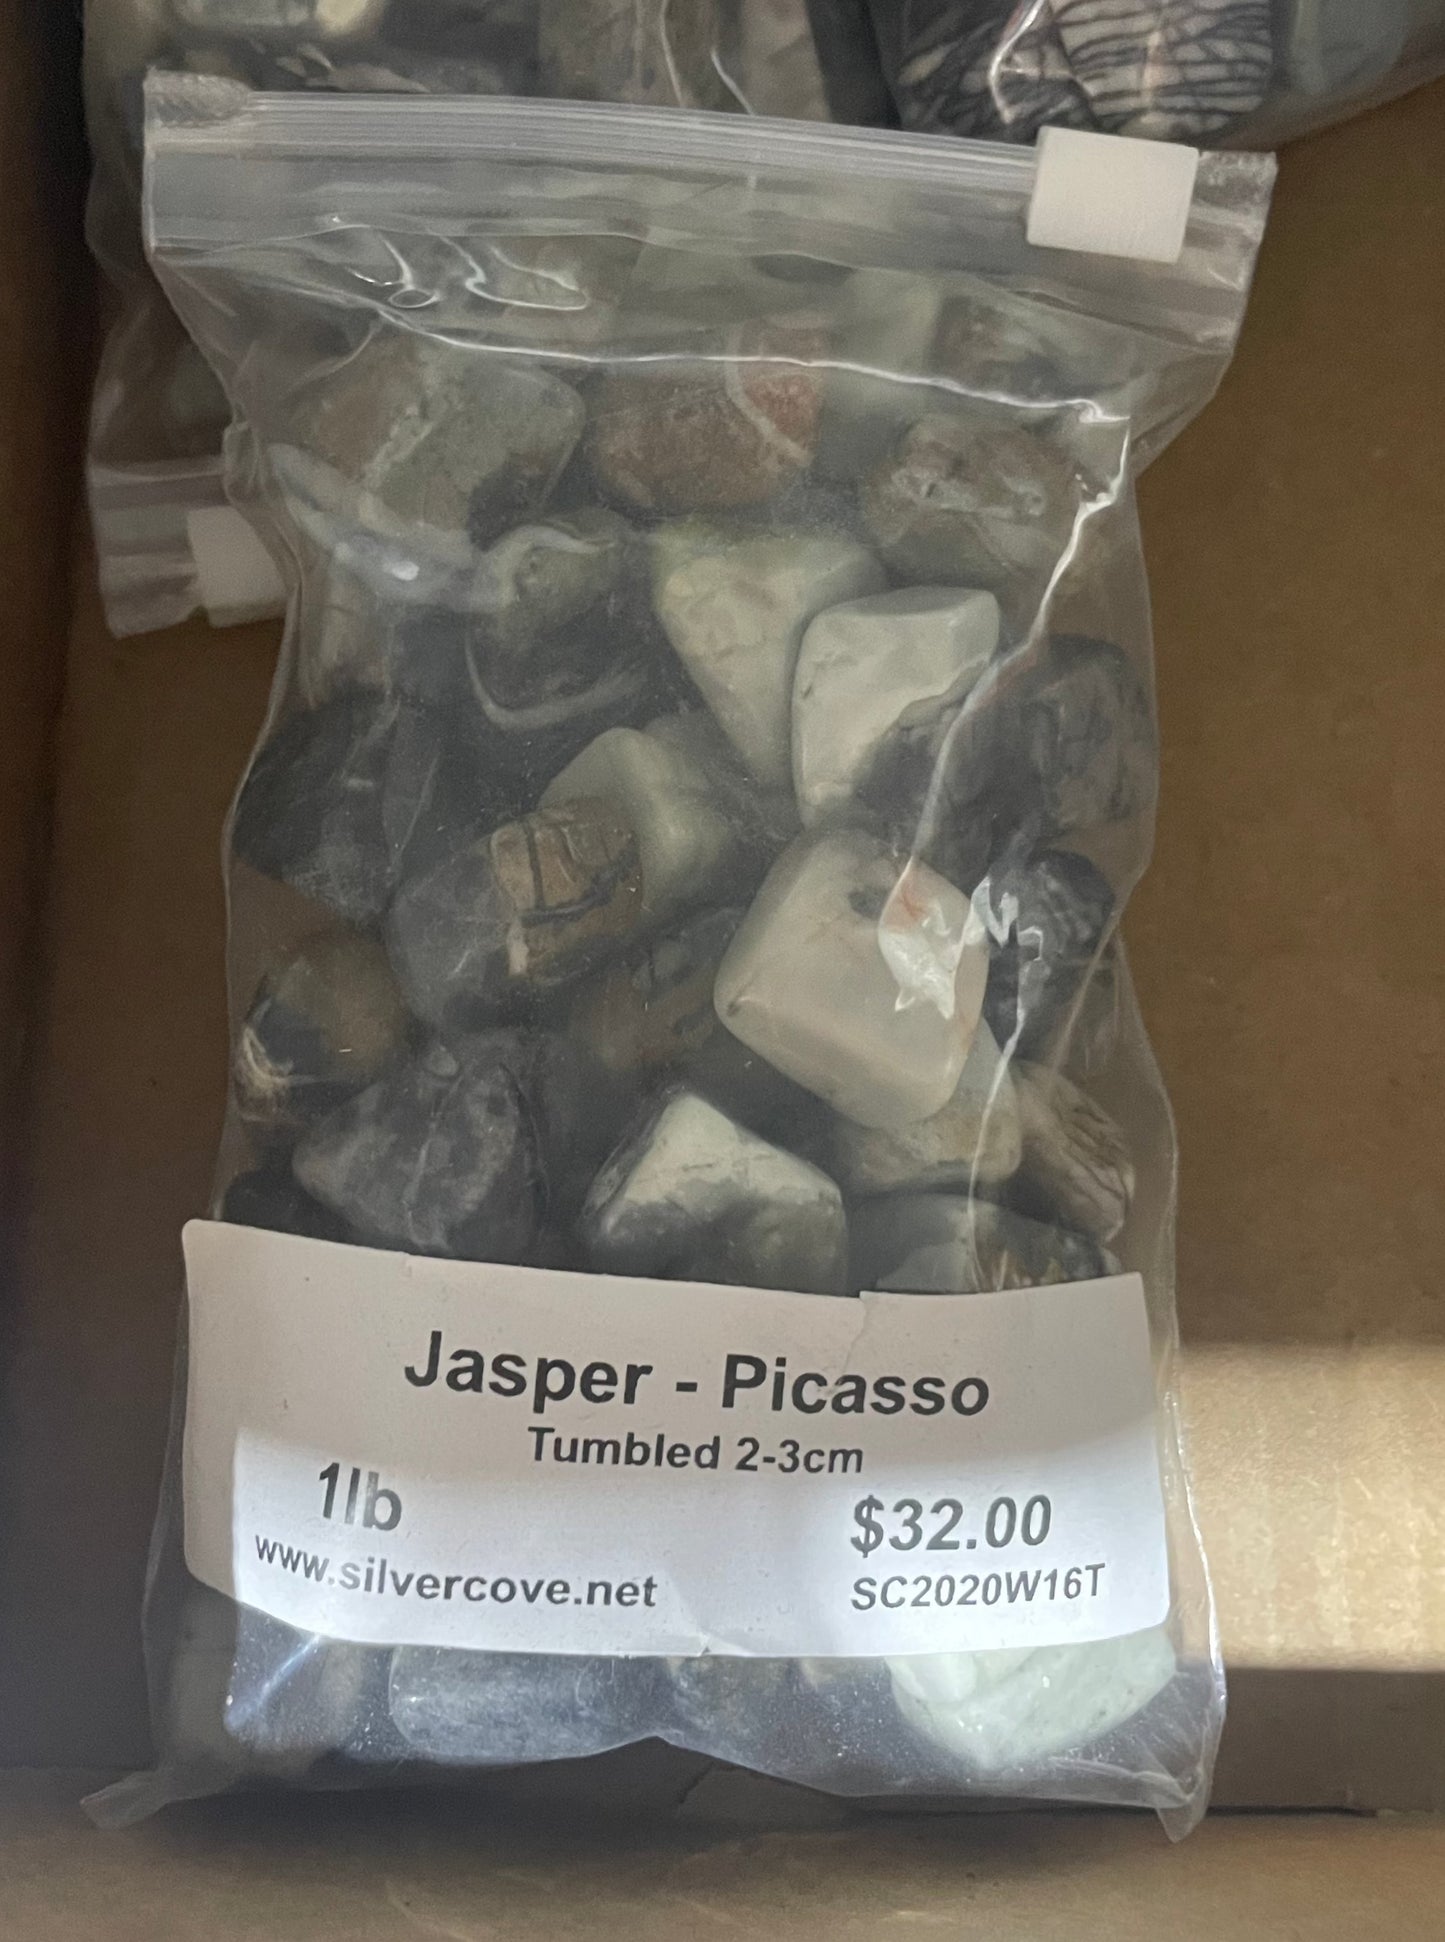 Jasper - Picasso
Tumbled 2-3cm
1lb
$32.00
www.silvercove.net
SC2020W16T